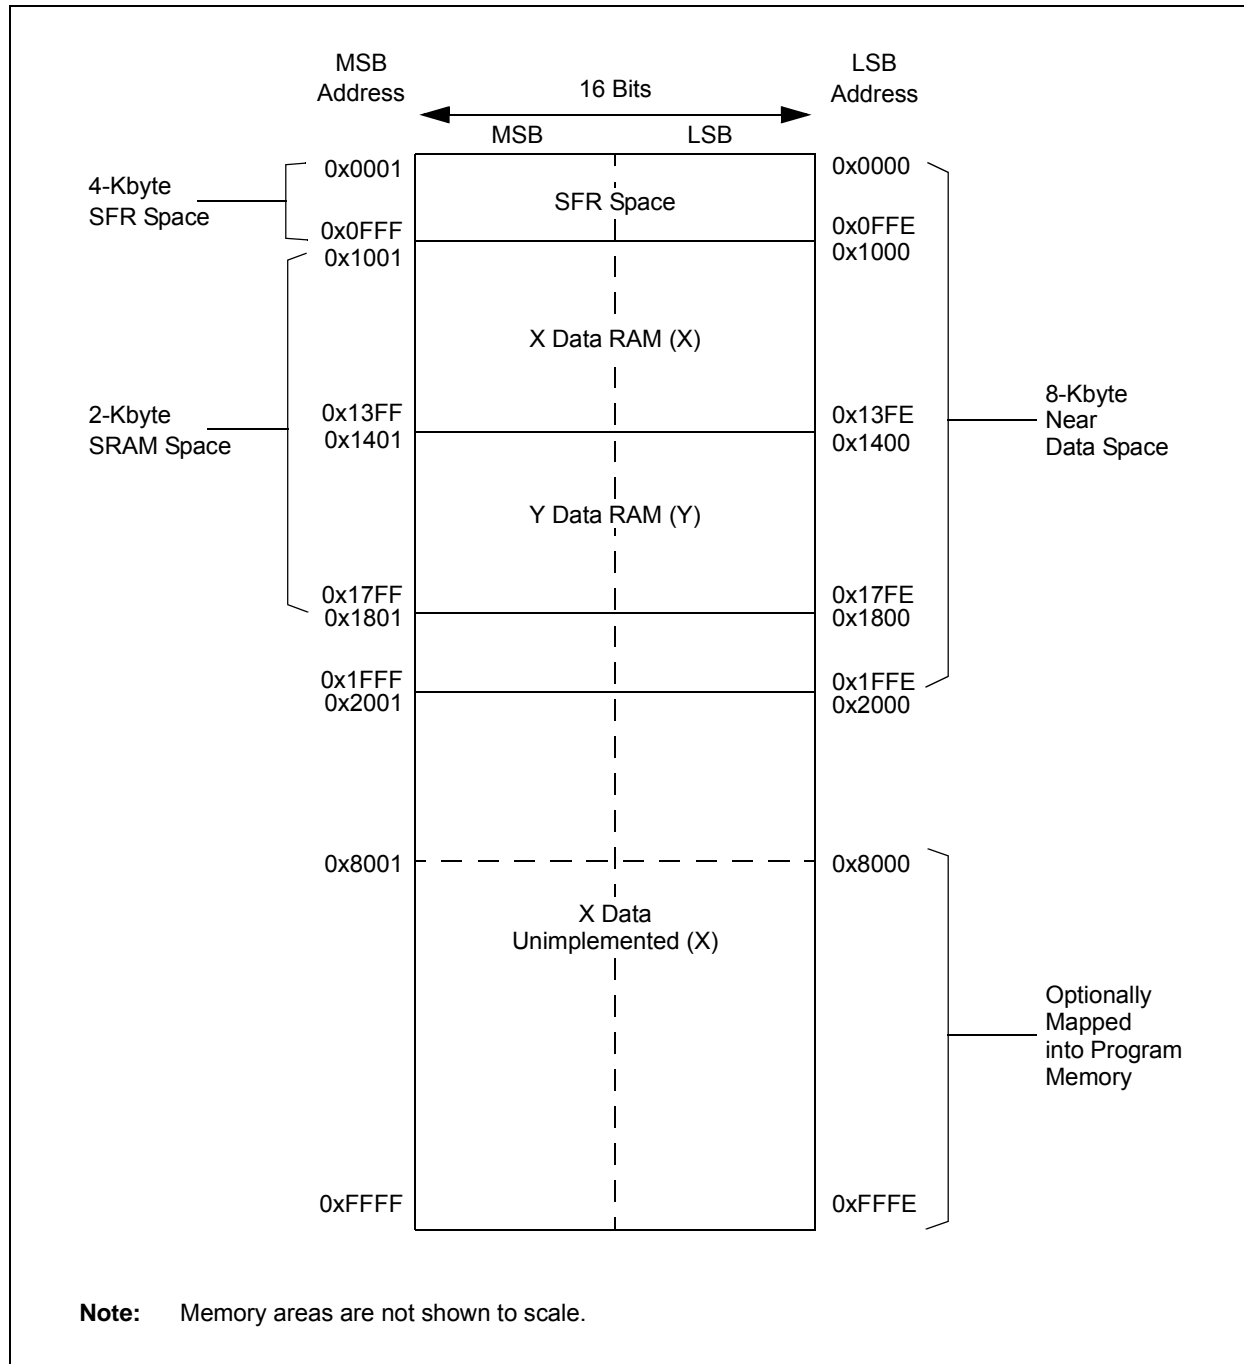 MSB
Address
16 Bits
LSB
Address
MSB
LSB
0x0001
0x0000
4-Kbyte
SFR Space
SFR Space
0x0FFF
0x0FFE
0x1001
0x1000
X Data RAM (X)
2-Kbyte
SRAM Space
0x13FF
0x13FE
0x1401
0x1400
8-Kbyte
Near
Data Space
Y Data RAM (Y)
0x17FF
0x17FE
0x1801
0x1800
0x1FFF
0x1FFE
0x2001
0x2000
0x8001
0x8000
X Data
Unimplemented (X)
Optionally
Mapped
into Program
Memory
0xFFFF
0xFFFE
Note: Memory areas are not shown to scale.